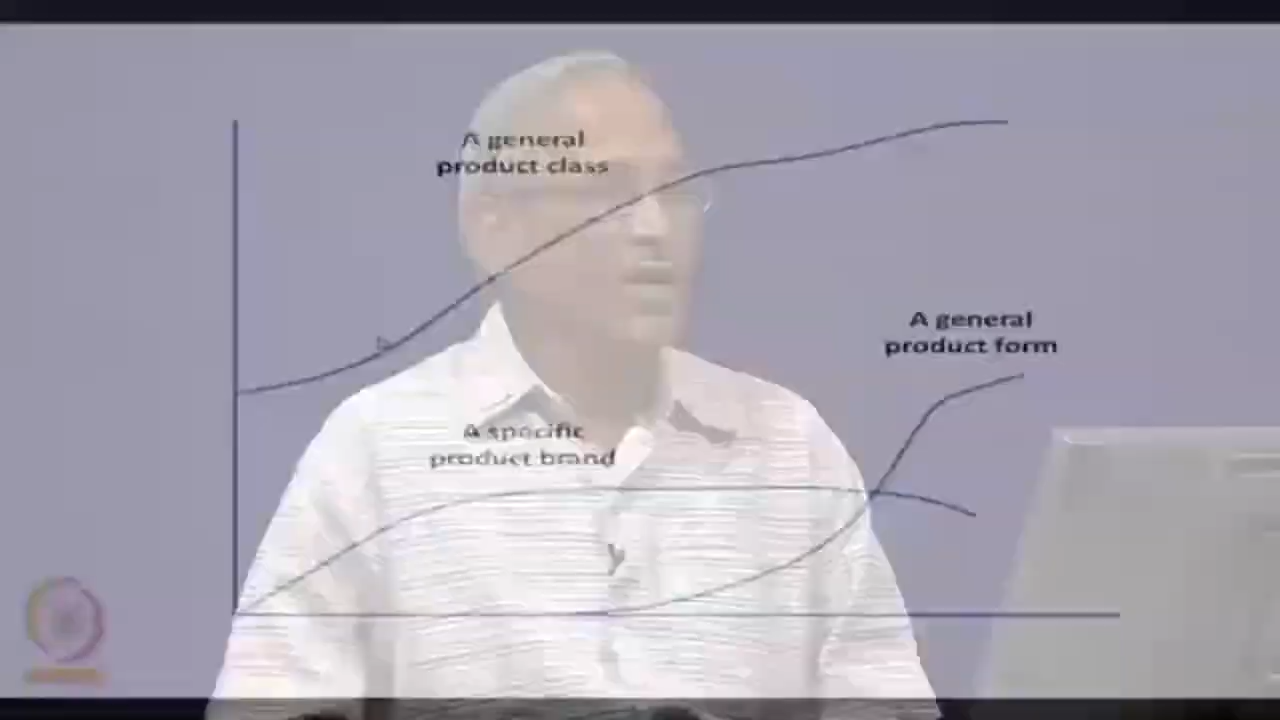 A general
product class
A general
product form
A specific
product brand